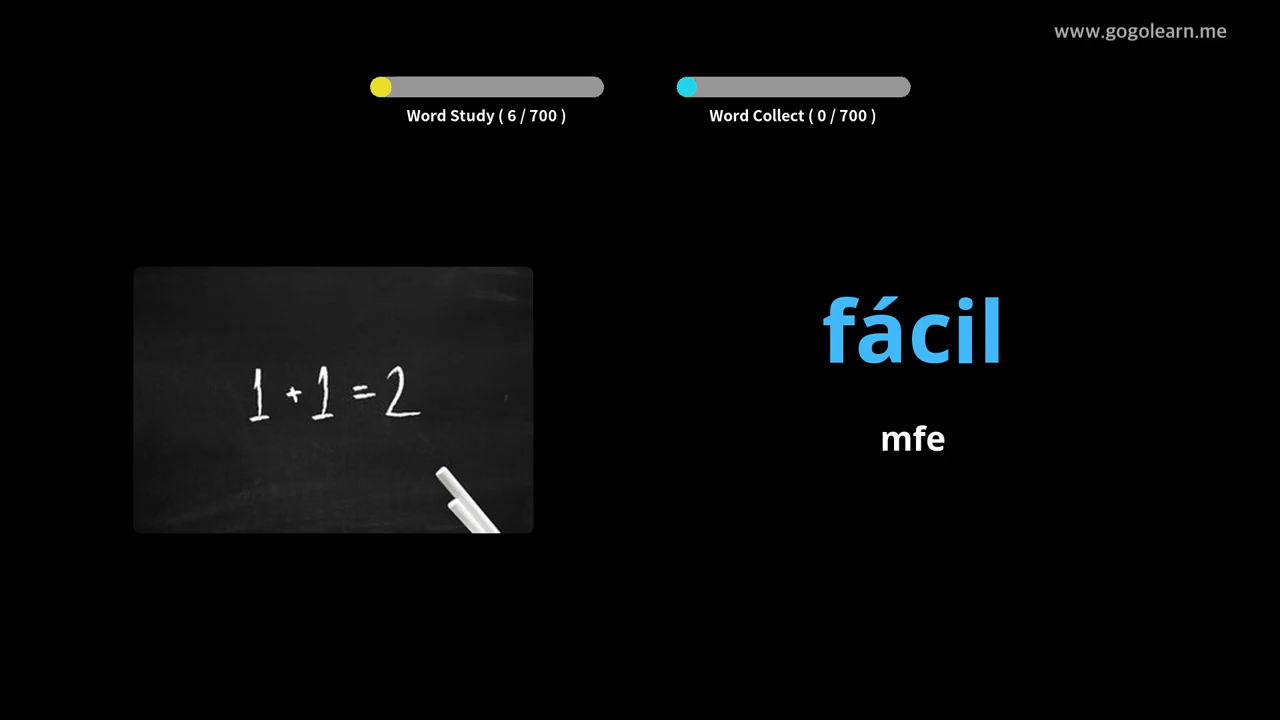 www.gogolearn.me
Word Study ( 6 / 700 )
Word Collect ( 0 / 700 )
1 + 1 = 2
fácil
mfe